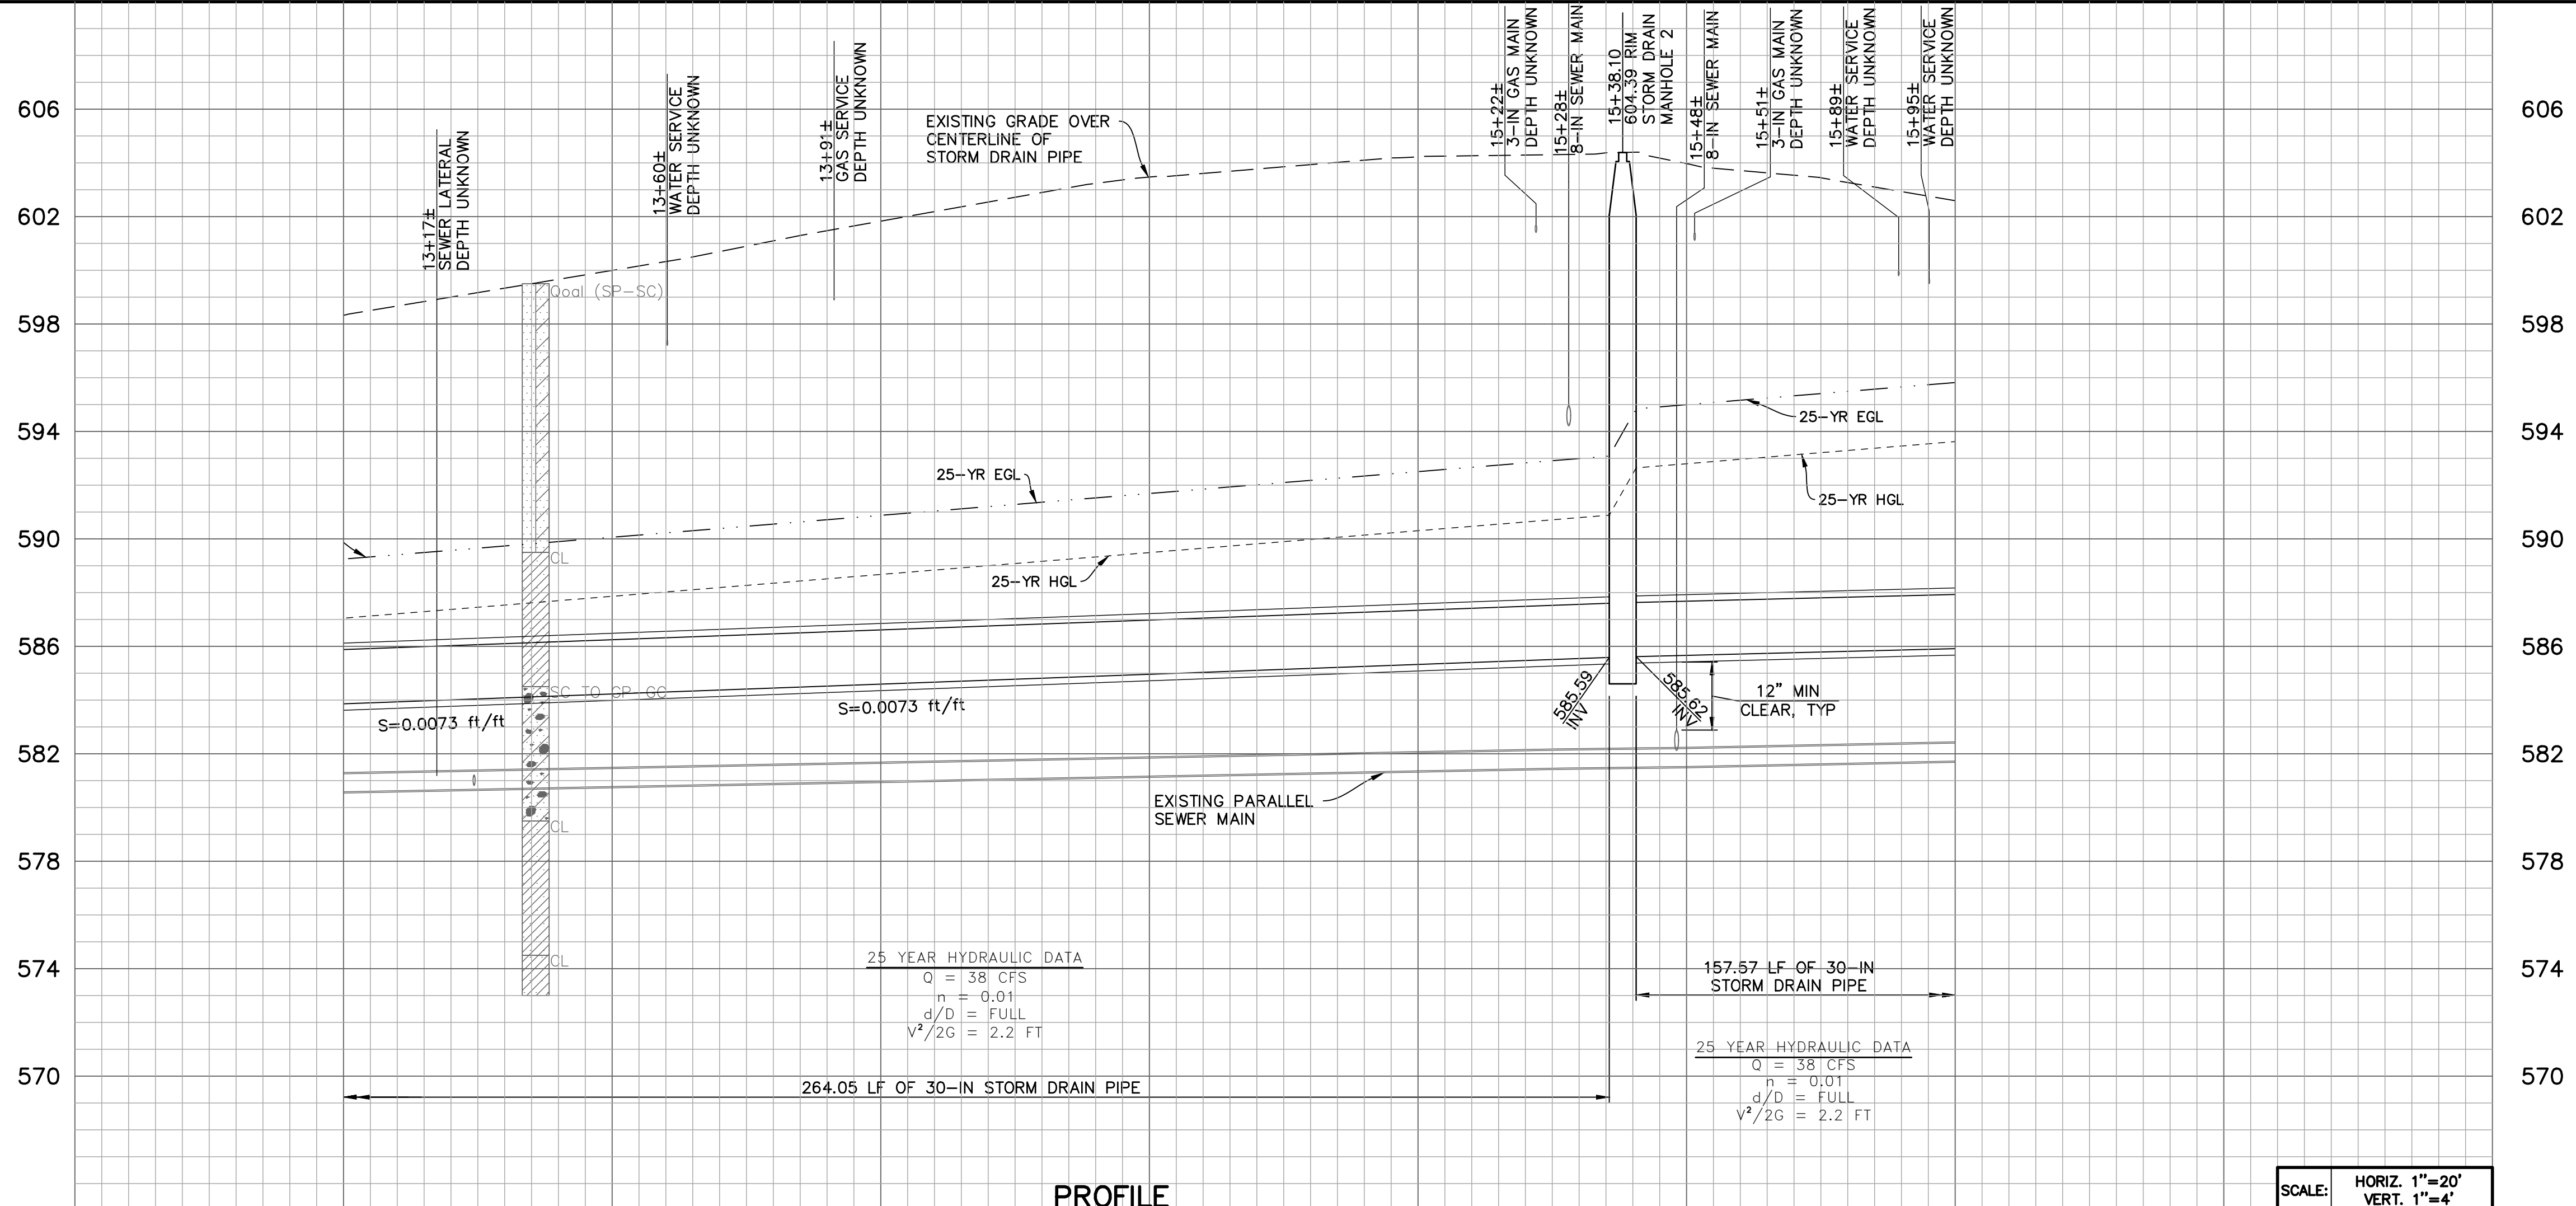 606
602
598
594
590
586
582
578
574
570
13+17±
SEWER LATERAL
DEPTH UNKNOWN
13+60±
WATER SERVICE
DEPTH UNKNOWN
13+91±
GAS SERVICE
DEPTH UNKNOWN
EXISTING GRADE OVER
CENTERLINE OF
STORM DRAIN PIPE
15+22±
3-IN GAS MAIN
DEPTH UNKNOWN
15+28±
8-IN SEWER MAIN
15+38.10
604.39 RIM
STORM DRAIN
MANHOLE 2
15+48±
8-IN SEWER MAIN
15+51±
3-IN GAS MAIN
DEPTH UNKNOWN
15+89±
WATER SERVICE
DEPTH UNKNOWN
15+95±
WATER SERVICE
DEPTH UNKNOWN
606
602
598
594
590
586
582
578
574
570
Qoal (SP-SC)
CL
SC TO GP-GC
CL
CL
25-YR EGL
25-YR HGL
25-YR EGL
25-YR HGL
S=0.0073 ft/ft
S=0.0073 ft/ft
585.59
INV
585.62
INV
12" MIN
CLEAR, TYP
EXISTING PARALLEL
SEWER MAIN
25 YEAR HYDRAULIC DATA
Q = 38 CFS
n = 0.01
d/D = FULL
V²/2G = 2.2 FT
157.57 LF OF 30-IN
STORM DRAIN PIPE
25 YEAR HYDRAULIC DATA
Q = 38 CFS
n = 0.01
d/D = FULL
V²/2G = 2.2 FT
264.05 LF OF 30-IN STORM DRAIN PIPE
PROFILE
SCALE:
HORIZ. 1"=20'
VERT. 1"=4'